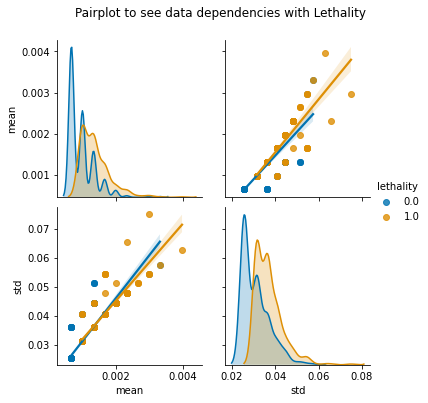 Pairplot to see data dependencies with Lethality
0.004
0.003
0.002
0.001
mean
lethality
0.0
1.0
0.07
0.06
0.05
0.04
0.03
std
0.002 0.004
mean
0.02 0.04 0.06 0.08
std